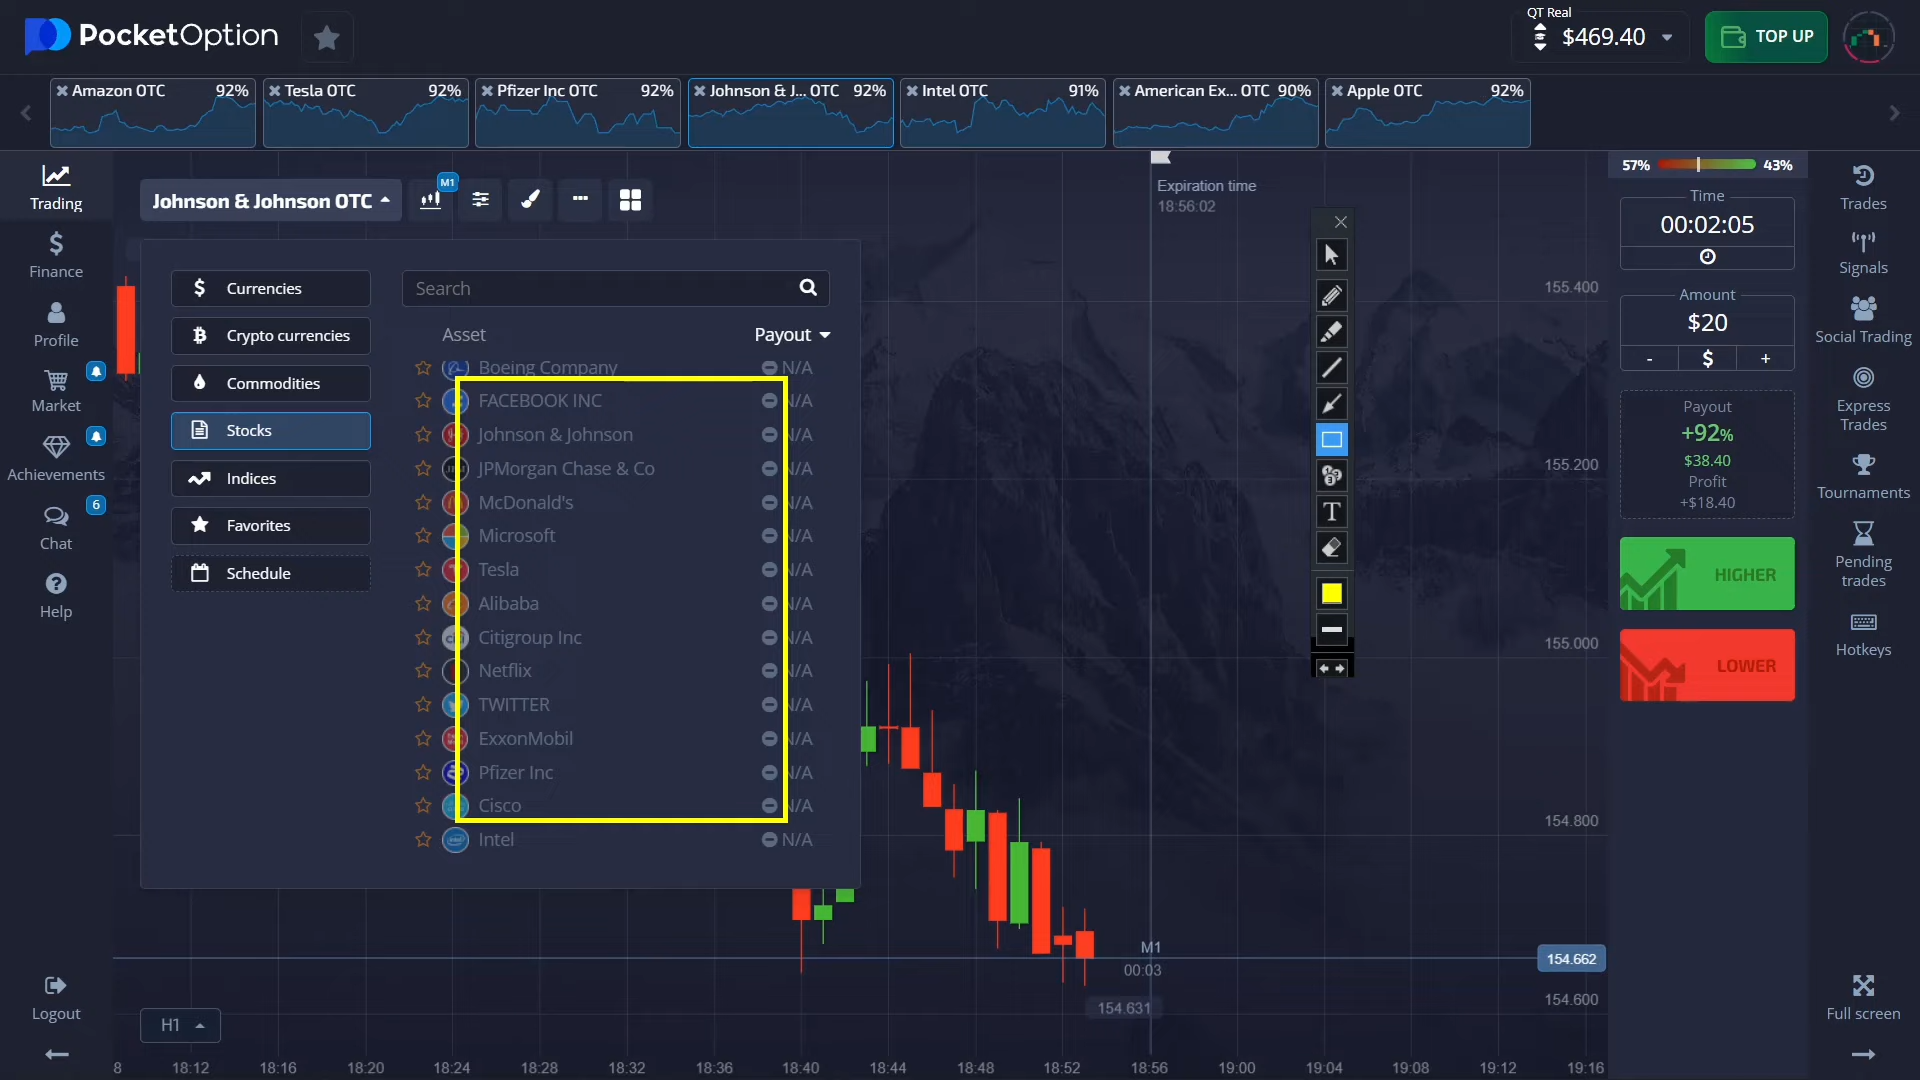 PocketOption
QT Real
$469.40
TOP UP
Amazon OTC 92%
Tesla OTC 92%
Pfizer Inc OTC 92%
Johnson & J... OTC 92%
Intel OTC 91%
American Ex... OTC 90%
Apple OTC 92%
Trading
Finance
Profile
Market
Achievements
6
Chat
Help
Logout
Johnson & Johnson OTC
M1
Currencies
Crypto currencies
Commodities
Stocks
Indices
Favorites
Schedule
Search
Asset Payout
Boeing Company N/A
FACEBOOK INC N/A
Johnson & Johnson N/A
JPMorgan Chase & Co N/A
McDonald's N/A
Microsoft N/A
Tesla N/A
Alibaba N/A
Citigroup Inc N/A
Netflix N/A
TWITTER N/A
ExxonMobil N/A
Pfizer Inc N/A
Cisco N/A
Intel N/A
Expiration time
18:56:02
T
155.400
155.200
155.000
154.800
154.662
154.600
M1
00:03
154.631
H1
8 18:12 18:16 18:20 18:24 18:28 18:32 18:36 18:40 18:44 18:48 18:52 18:56 19:00 19:04 19:08 19:12 19:16
57% 43%
Time
00:02:05
Amount
$20
- $ +
Payout
+92%
$38.40
Profit
+$18.40
HIGHER
LOWER
Trades
Signals
Social Trading
Express
Trades
Tournaments
Pending
trades
Hotkeys
Full screen